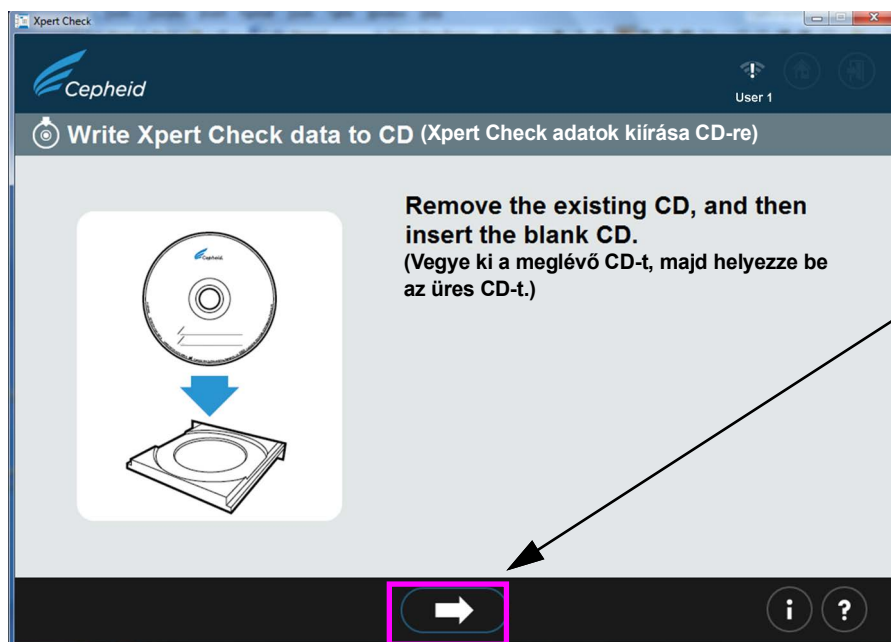 Xpert Check
Cepheid
User 1
Write Xpert Check data to CD (Xpert Check adatok kiírása CD-re)
Cepheid
Remove the existing CD, and then
insert the blank CD.
(Vegye ki a meglévő CD-t, majd helyezze be
az üres CD-t.)
i ?